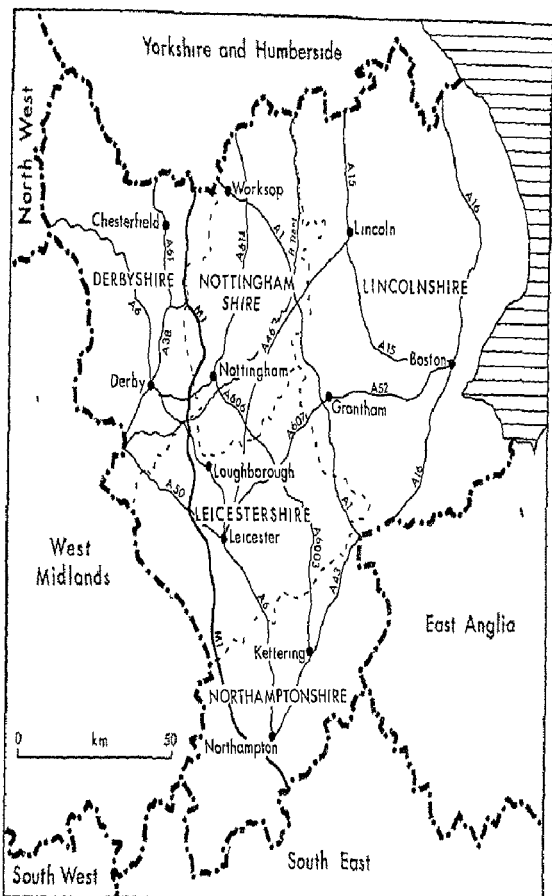 Yorkshire and Humberside
North West
Worksop
A15
A16
Chesterfield
A61
A614
A1
Lincoln
DERBYSHIRE
NOTTINGHAM
SHIRE
LINCOLNSHIRE
A6
M1
A38
A46
A15
Boston
Derby
Nottingham
A52
A606
Grantham
A607
Loughborough
A50
A16
A1
LEICESTERSHIRE
Leicester
A6003
West
Midlands
A43
A6
East Anglia
M1
Kettering
NORTHAMPTONSHIRE
0 km 50
Northampton
South West
South East